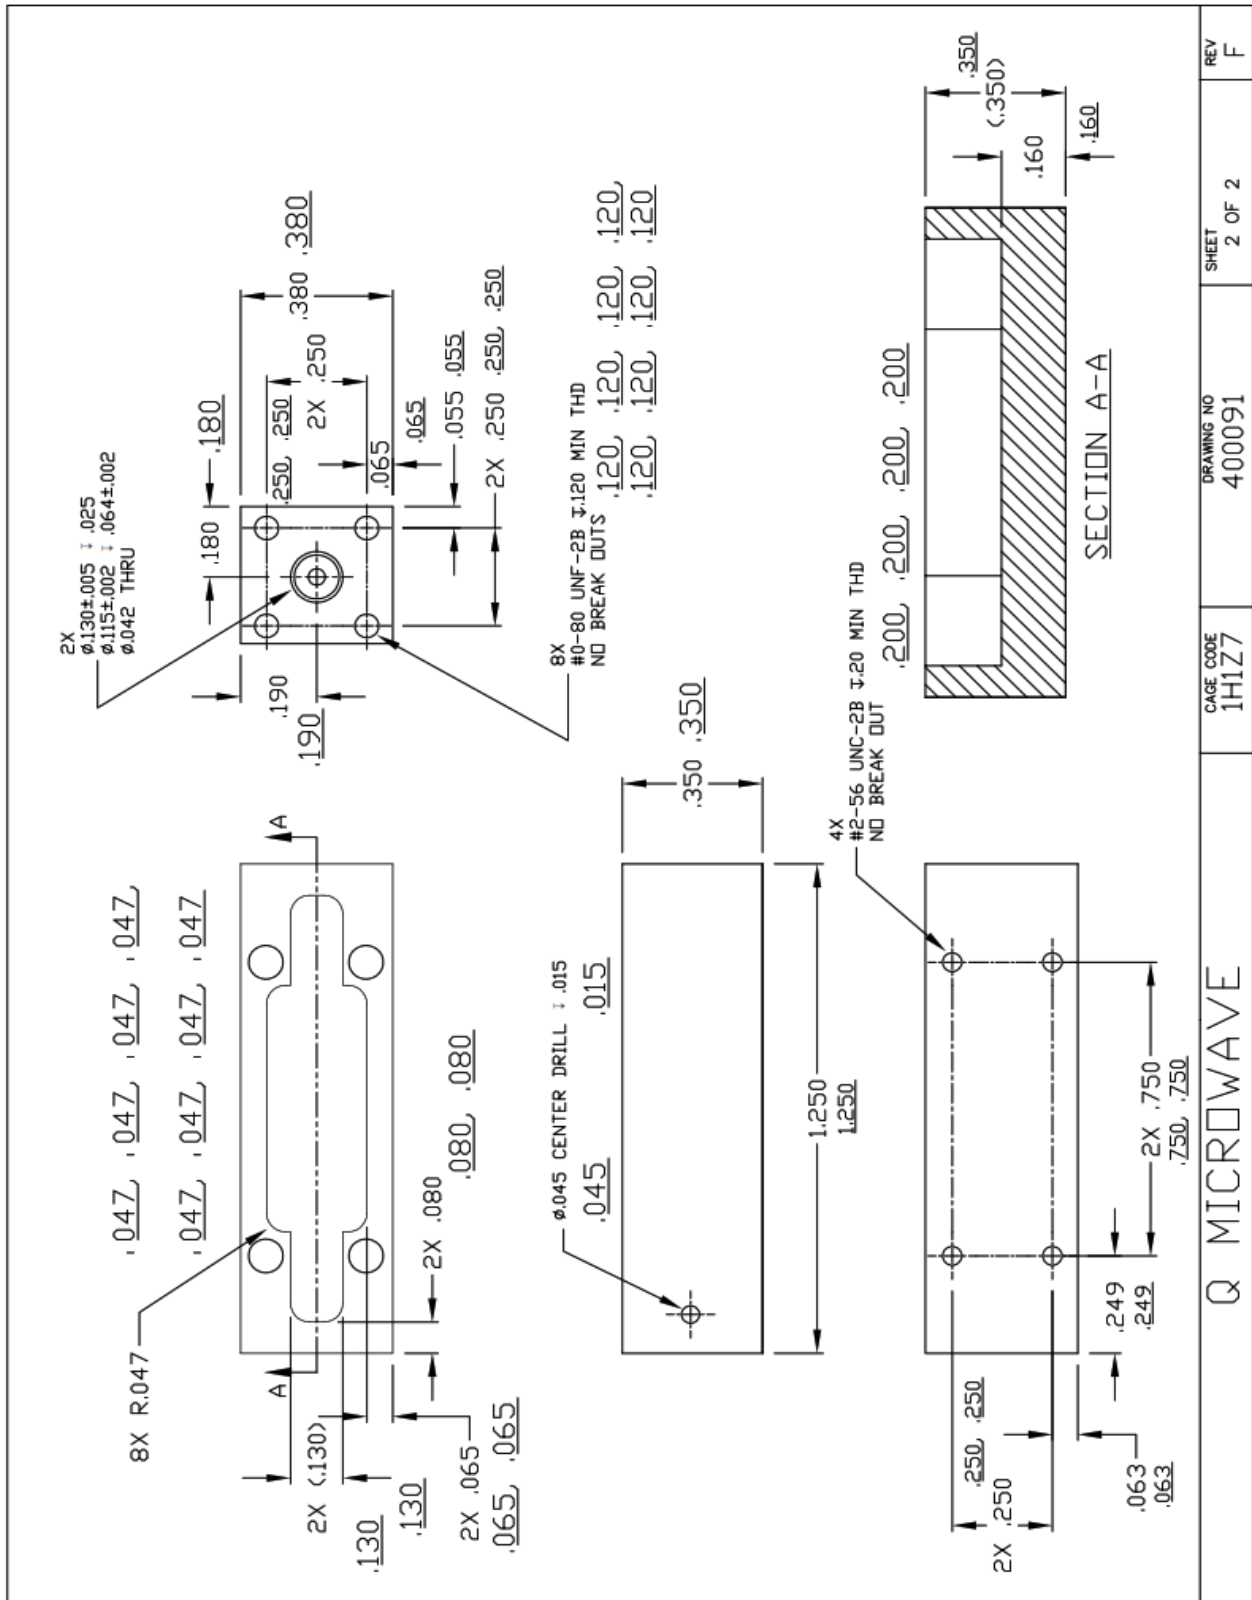 8X R.047
.047, .047, .047, .047
.047, .047, .047, .047
A
A
2X (.130)
.130
.130
2X .065
.065, .065
2X .080
.080, .080
2X
ø.130±.005 ↧ .025
ø.115±.002 ↧ .064±.002
ø.042 THRU
.180
.180
.190
.190
.250, .250
2X .250
.380 .380
.065
.065
.055 .055
2X .250 .250, .250
8X
#0-80 UNF-2B ↧.120 MIN THD
NO BREAK OUTS
.120, .120, .120, .120,
.120, .120, .120, .120
ø.045 CENTER DRILL ↧ .015
.045 .015
.350 .350
1.250
1.250
4X
#2-56 UNC-2B ↧.20 MIN THD
NO BREAK OUT
.200, .200, .200, .200
2X .250
.250, .250
.063
.063
.249
.249
2X .750
.750, .750
.350
(.350)
.160
.160
SECTION A-A
Q MICROWAVE
CAGE CODE
1H1Z7
DRAWING NO
400091
SHEET
2 OF 2
REV
F